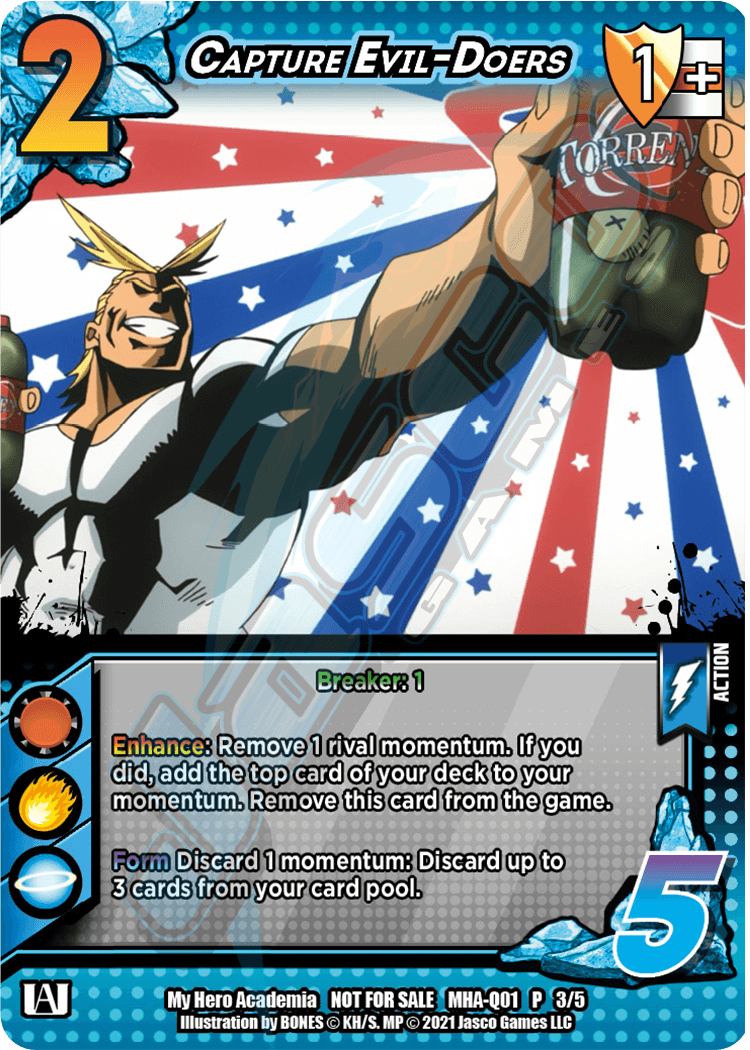 2
CAPTURE EVIL-DOERS
1 +
TORREN
JASCO
GAMES
Breaker: 1
ACTION
Enhance: Remove 1 rival momentum. If you
did, add the top card of your deck to your
momentum. Remove this card from the game.
Form Discard 1 momentum: Discard up to
3 cards from your card pool.
5
UA
My Hero Academia NOT FOR SALE MHA-Q01 P 3/5
Illustration by BONES © KH/S. MP © 2021 Jasco Games LLC